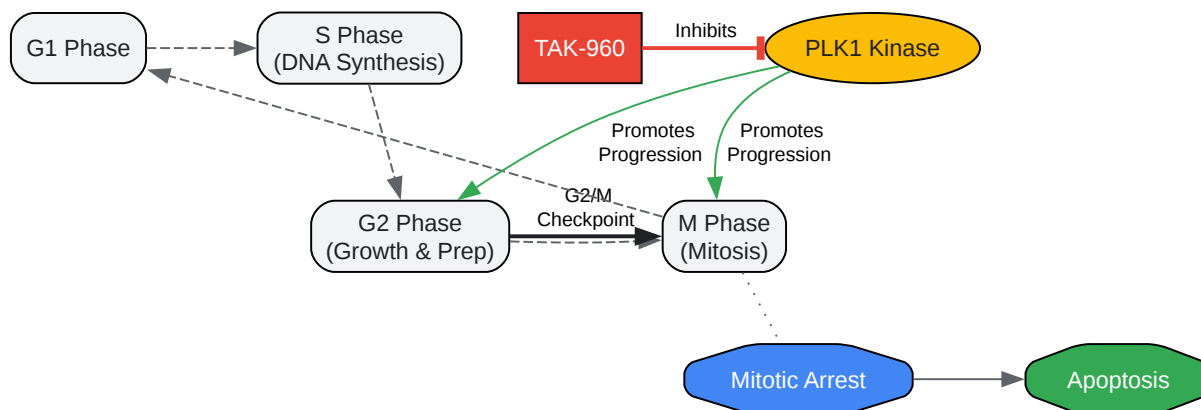 G1 Phase
S Phase
(DNA Synthesis)
TAK-960
Inhibits
PLK1 Kinase
Promotes
Progression
Promotes
Progression
G2 Phase
(Growth & Prep)
G2/M
Checkpoint
M Phase
(Mitosis)
Mitotic Arrest
Apoptosis